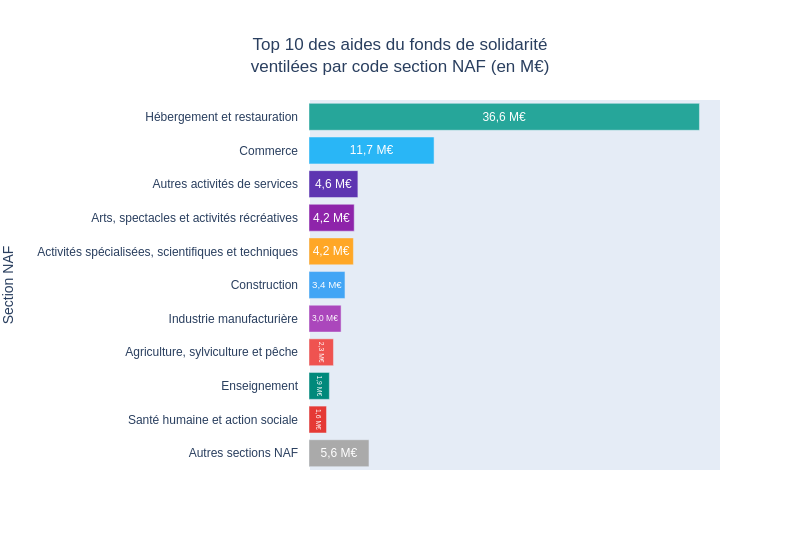 Top 10 des aides du fonds de solidarité
ventilées par code section NAF (en M€)
Section NAF
Hébergement et restauration 36,6 M€
Commerce 11,7 M€
Autres activités de services 4,6 M€
Arts, spectacles et activités récréatives 4,2 M€
Activités spécialisées, scientifiques et techniques 4,2 M€
Construction 3,4 M€
Industrie manufacturière 3,0 M€
Agriculture, sylviculture et pêche 2,3 M€
Enseignement 1,9 M€
Santé humaine et action sociale 1,6 M€
Autres sections NAF 5,6 M€